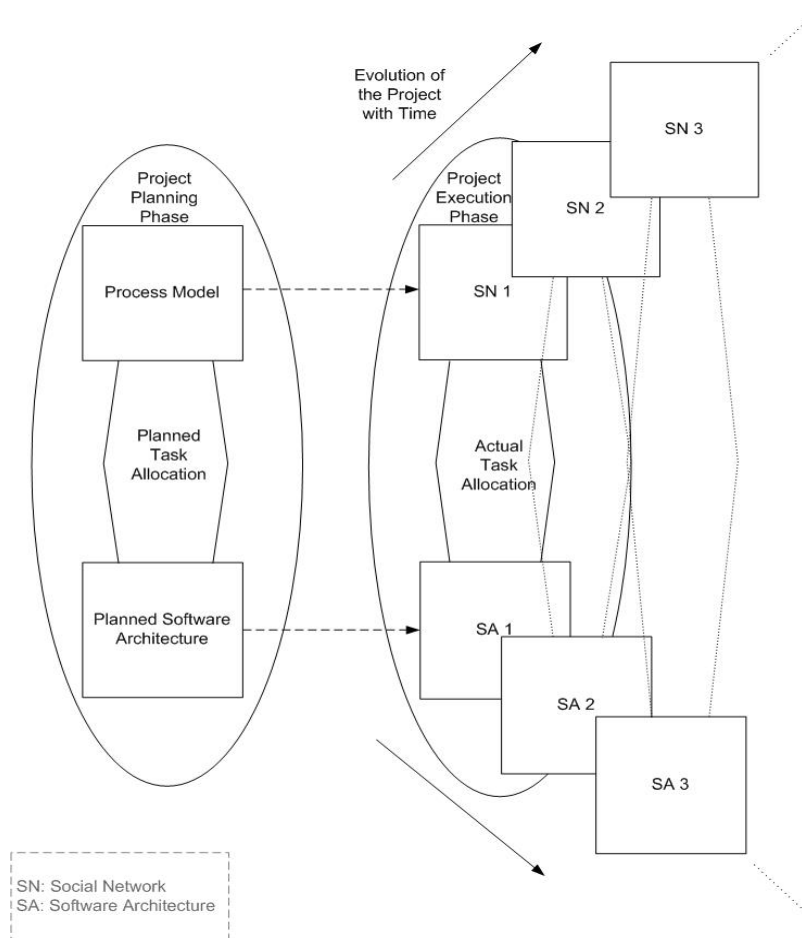 Evolution of
the Project
with Time
SN 3
Project
Planning
Phase
Project
Execution
Phase
SN 2
Process Model
SN 1
Planned
Task
Allocation
Actual
Task
Allocation
Planned Software
Architecture
SA 1
SA 2
SA 3
SN: Social Network
SA: Software Architecture